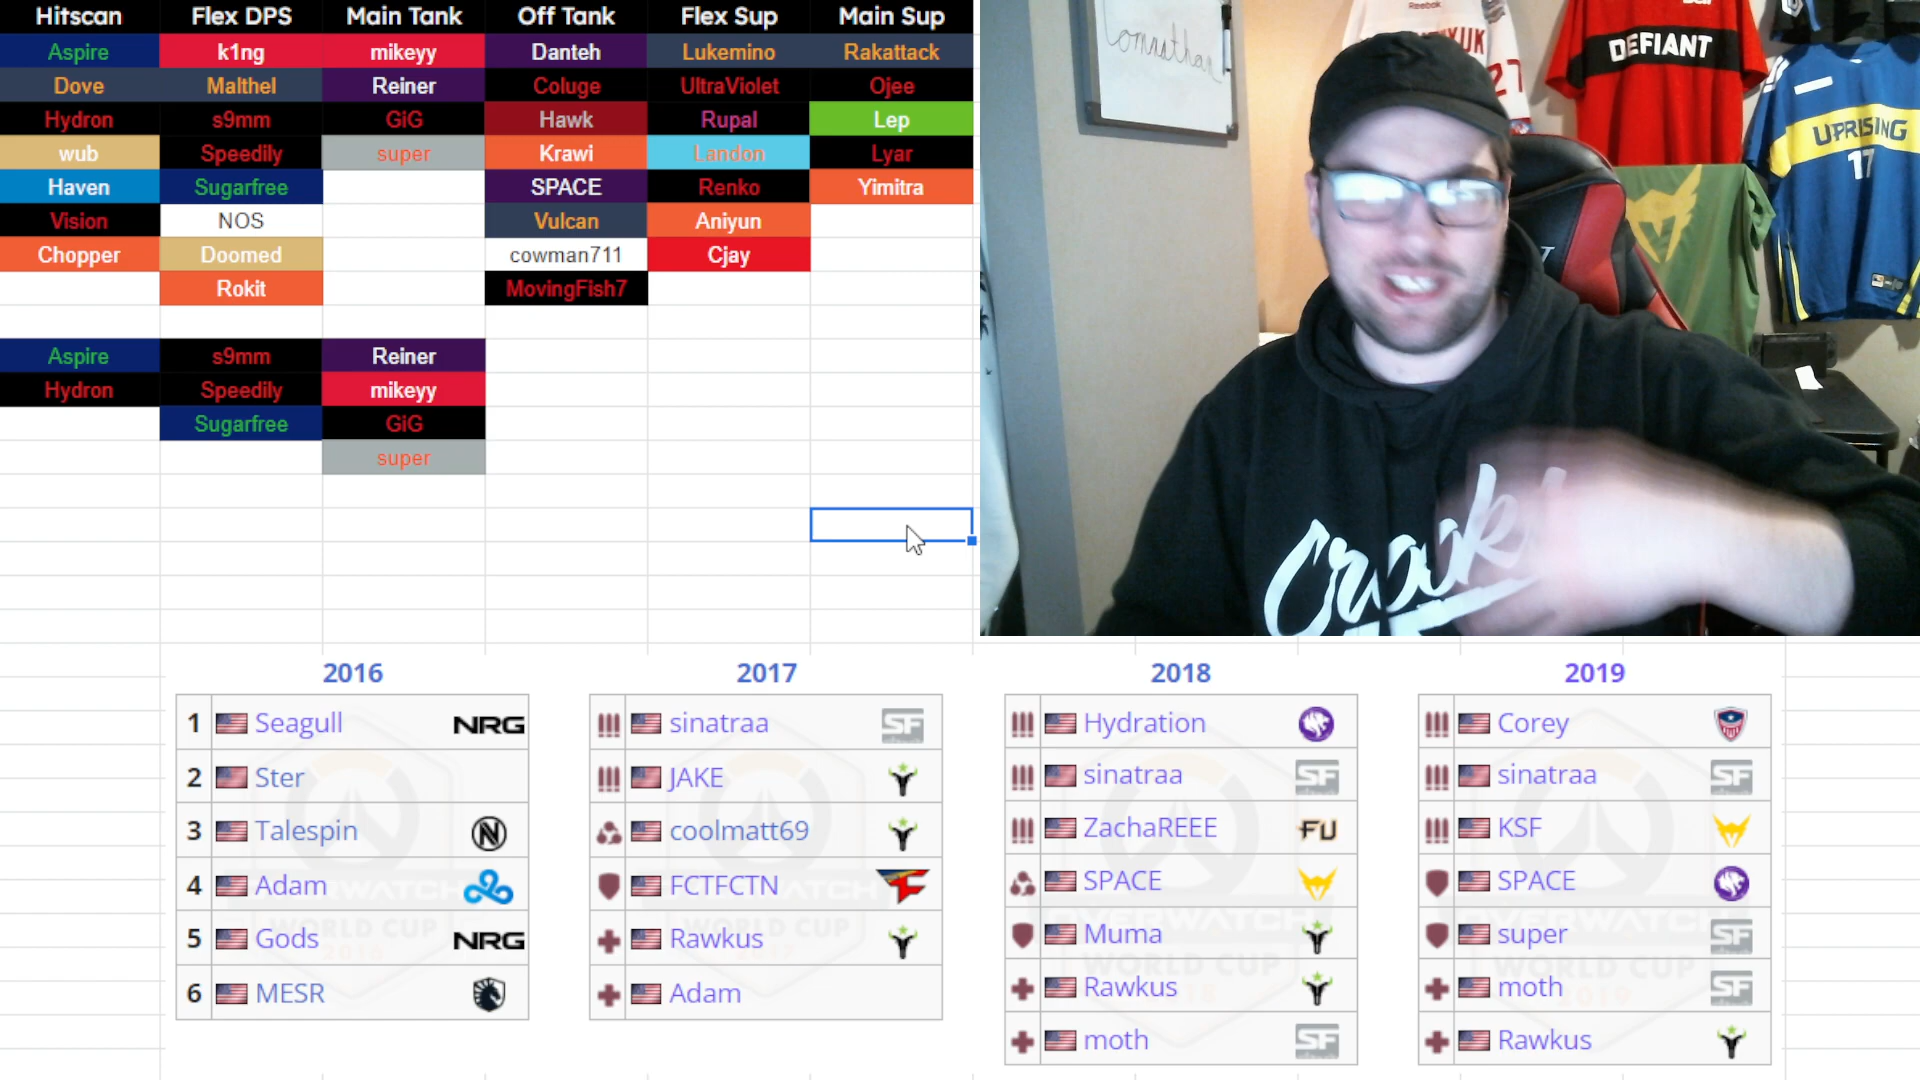 Hitscan Flex DPS Main Tank Off Tank Flex Sup Main Sup
Aspire k1ng mikeyy Danteh Lukemino Rakattack
Dove Malthel Reiner Coluge UltraViolet Ojee
Hydron s9mm GiG Hawk Rupal Lep
wub Speedily super Krawi Landon Lyar
Haven Sugarfree SPACE Renko Yimitra
Vision NOS Vulcan Aniyun
Chopper Doomed cowman711 Cjay
Rokit MovingFish7
Aspire s9mm Reiner
Hydron Speedily mikeyy
Sugarfree GiG
super
Reebok
27
DEFIANT
UPRISING
17
2016
1 Seagull NRG
2 Ster
3 Talespin
4 Adam
5 Gods NRG
6 MESR
2017
sinatraa SF
JAKE
coolmatt69
FCTFCTN
Rawkus
Adam
2018
Hydration
sinatraa SF
ZachaREEE FU
SPACE
Muma
Rawkus
moth SF
2019
Corey
sinatraa SF
KSF
SPACE
super SF
moth SF
Rawkus
OVERWATCH
WORLD CUP